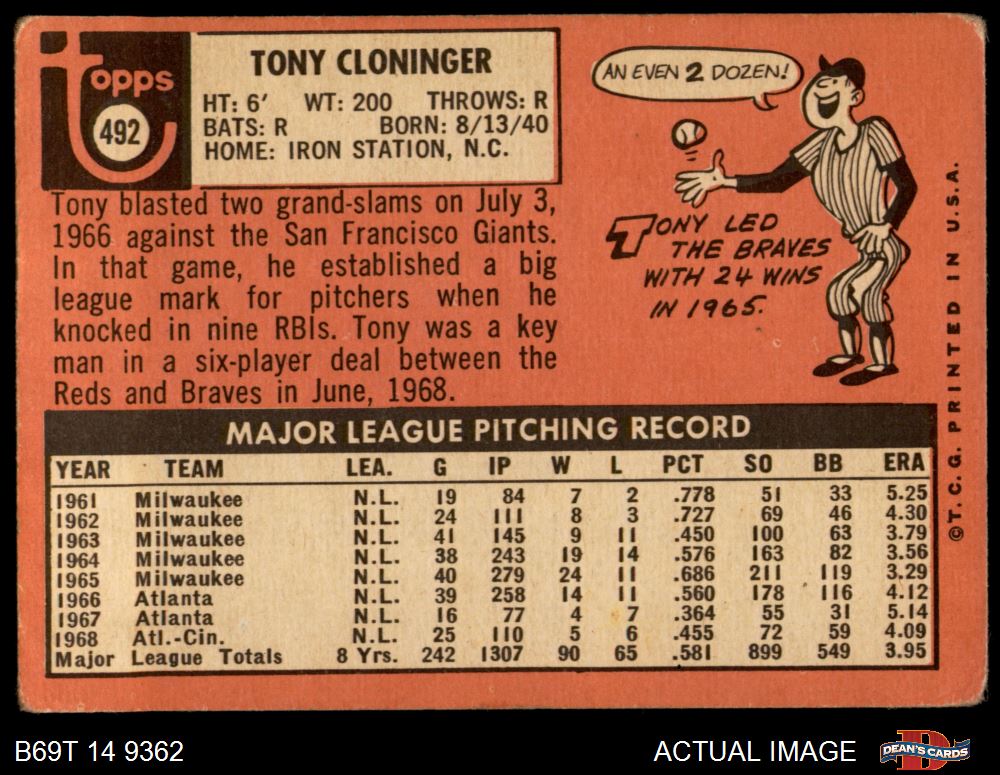 topps
492
TONY CLONINGER
HT: 6' WT: 200 THROWS: R
BATS: R BORN: 8/13/40
HOME: IRON STATION, N.C.
Tony blasted two grand-slams on July 3,
1966 against the San Francisco Giants.
In that game, he established a big
league mark for pitchers when he
knocked in nine RBIs. Tony was a key
man in a six-player deal between the
Reds and Braves in June, 1968.
AN EVEN 2 DOZEN!
TONY LED
THE BRAVES
WITH 24 WINS
IN 1965.
©T. C. G. PRINTED IN U.S.A.
MAJOR LEAGUE PITCHING RECORD
YEAR TEAM LEA. G IP W L PCT SO BB ERA
1961 Milwaukee N.L. 19 84 7 2 .778 51 33 5.25
1962 Milwaukee N.L. 24 111 8 3 .727 69 46 4.30
1963 Milwaukee N.L. 41 145 9 11 .450 100 63 3.79
1964 Milwaukee N.L. 38 243 19 14 .576 163 82 3.56
1965 Milwaukee N.L. 40 279 24 11 .686 211 119 3.29
1966 Atlanta N.L. 39 258 14 11 .560 178 116 4.12
1967 Atlanta N.L. 16 77 4 7 .364 55 31 5.14
1968 Atl.-Cin. N.L. 25 110 5 6 .455 72 59 4.09
Major League Totals 8 Yrs. 242 1307 90 65 .581 899 549 3.95
B69T 14 9362
ACTUAL IMAGE
D
DEAN'S CARDS